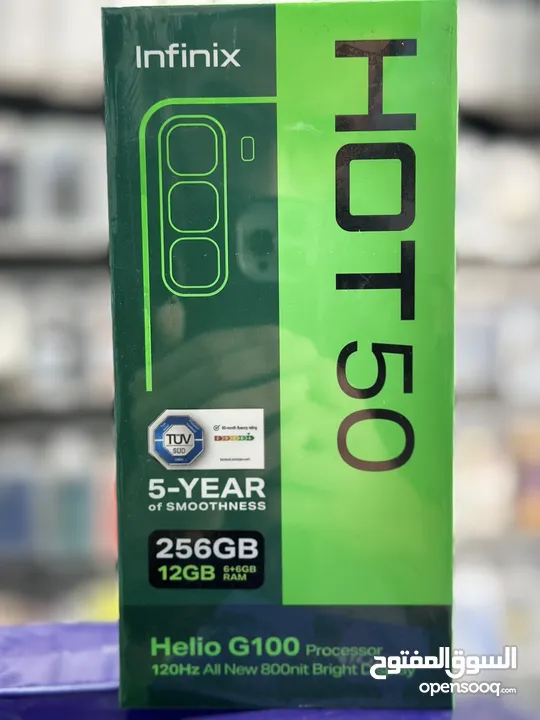 Infinix
HOT 50
TÜV
SÜD
5-YEAR
of SMOOTHNESS
256GB
12GB 6+6GB
RAM
Helio G100 Processor
120Hz All New 800nit Bright
السوق المفتوح
opensooq.com